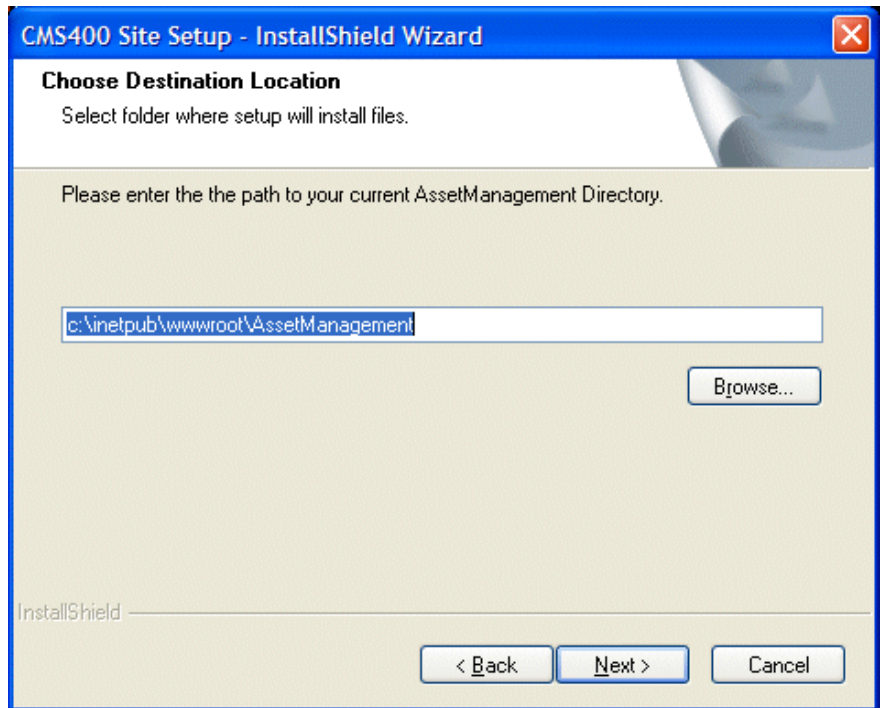 CMS400 Site Setup - InstallShield Wizard
Choose Destination Location
Select folder where setup will install files.
Please enter the the path to your current AssetManagement Directory.
c:\inetpub\wwwroot\AssetManagement
Browse...
InstallShield
< Back Next > Cancel